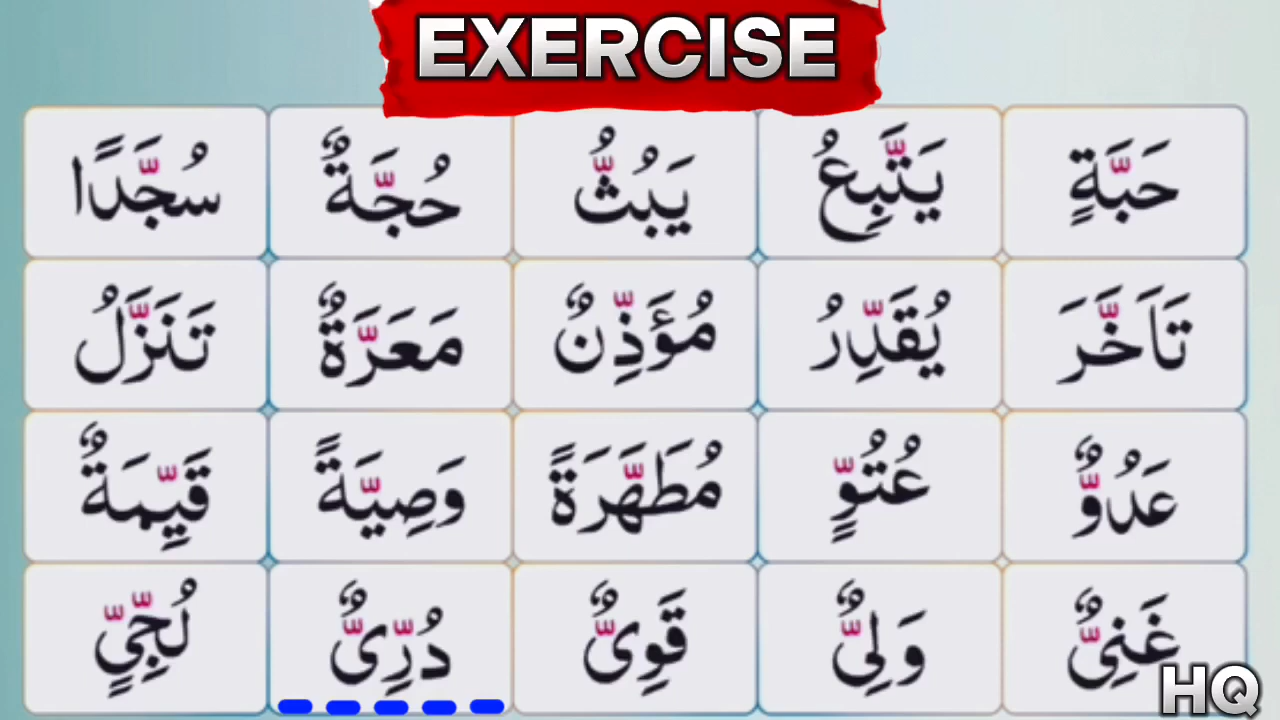 EXERCISE
حَبَّةٍ يَتَّبِعُ يَبُثُّ حُجَّةٌ سُجَّدًا
تَاَخَّرَ يُقَدِّرُ مُؤَذِّنٌ مَعَرَّةٌ تَنَزَّلُ
عَدُوٌّ عُتُوٍّ مُطَهَّرَةً وَصِيَّةً قَيِّمَةٌ
غَنِىٌّ وَلِىٌّ قَوِىٌّ دُرِّىٌّ لُجِّيٍّ
HQ